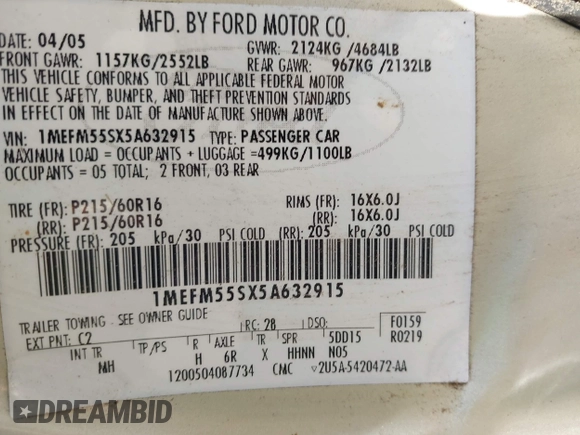 MFD. BY FORD MOTOR CO.
DATE: 04/05 GVWR: 2124KG /4684LB
FRONT GAWR: 1157KG/2552LB REAR GAWR: 967KG /2132LB
THIS VEHICLE CONFORMS TO ALL APPLICABLE FEDERAL MOTOR
VEHICLE SAFETY, BUMPER, AND THEFT PREVENTION STANDARDS
IN EFFECT ON THE DATE OF MANUFACTURE SHOWN ABOVE.
VIN: 1MEFM55SX5A632915 TYPE: PASSENGER CAR
MAXIMUM LOAD = OCCUPANTS + LUGGAGE =499KG/1100LB
OCCUPANTS = 05 TOTAL; 2 FRONT, 03 REAR
TIRE (FR): P215/60R16 RIMS (FR): 16X6.0J
(RR): P215/60R16 (RR): 16X6.0J
PRESSURE (FR): 205 kPa/30 PSI COLD (RR): 205 kPa/30 PSI COLD
1MEFM55SX5A632915
TRAILER TOWING - SEE OWNER GUIDE
EXT PNT: C2 RC: 28 DSO: F0159
INT TR TP/PS R AXLE TR SPR 5DD15 R0219
MH H 6R X HHNN N05
1200504087734 CMC v2U5A-5420472-AA
DREAMBID